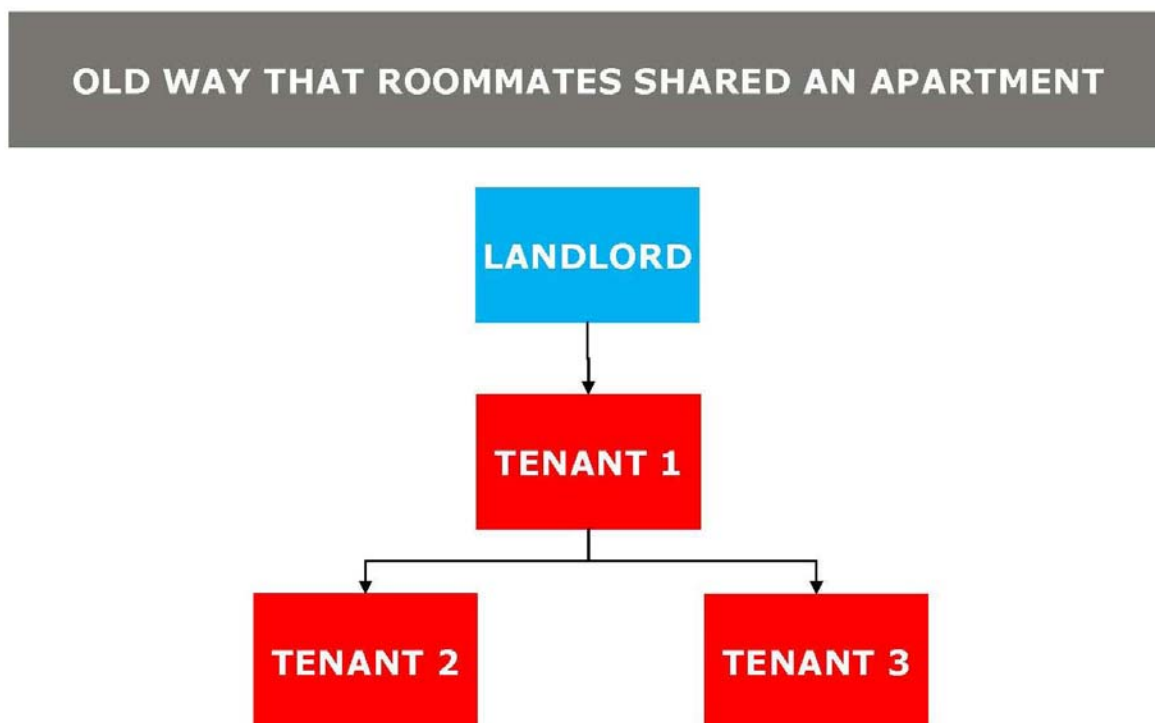 OLD WAY THAT ROOMMATES SHARED AN APARTMENT
LANDLORD
TENANT 1
TENANT 2
TENANT 3